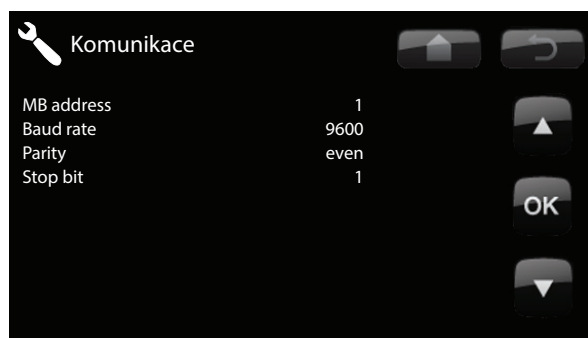 Komunikace
MB address 1
Baud rate 9600
Parity even
Stop bit 1
OK